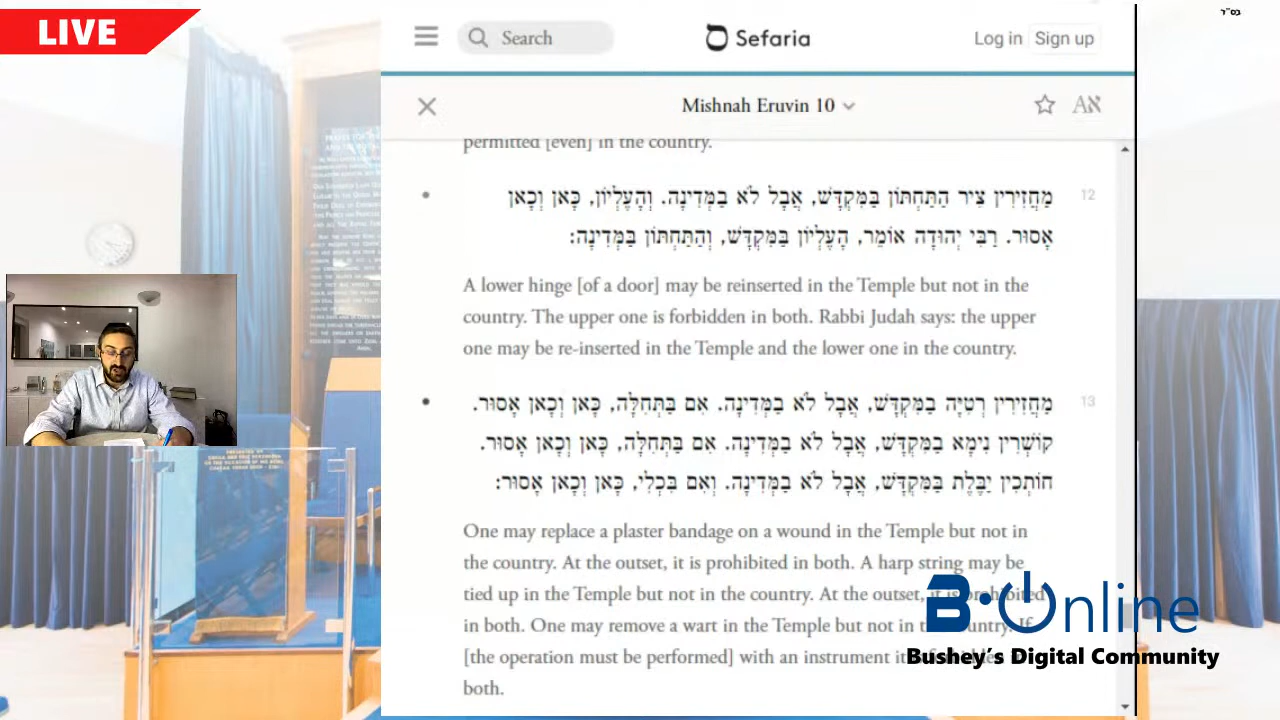 LIVE
בס"ד
Search
Sefaria
Log in
Sign up
Mishnah Eruvin 10
permitted [even] in the country.
12
מַחֲזִירִין צִיר הַתַּחְתּוֹן בַּמִּקְדָּשׁ, אֲבָל לֹא בַמְּדִינָה. וְהָעֶלְיוֹן, כָּאן וְכָאן
אָסוּר. רַבִּי יְהוּדָה אוֹמֵר, הָעֶלְיוֹן בַּמִּקְדָּשׁ, וְהַתַּחְתּוֹן בַּמְּדִינָה:
A lower hinge [of a door] may be reinserted in the Temple but not in the
country. The upper one is forbidden in both. Rabbi Judah says: the upper
one may be re-inserted in the Temple and the lower one in the country.
13
מַחֲזִירִין רְטִיָּה בַמִּקְדָּשׁ, אֲבָל לֹא בַמְּדִינָה. אִם בַּתְּחִלָּה, כָּאן וְכָאן אָסוּר.
קוֹשְׁרִין נִימָא בַמִּקְדָּשׁ, אֲבָל לֹא בַמְּדִינָה. אִם בַּתְּחִלָּה, כָּאן וְכָאן אָסוּר.
חוֹתְכִין יַבֶּלֶת בַּמִּקְדָּשׁ, אֲבָל לֹא בַמְּדִינָה. וְאִם בִּכְלִי, כָּאן וְכָאן אָסוּר:
One may replace a plaster bandage on a wound in the Temple but not in
the country. At the outset, it is prohibited in both. A harp string may be
tied up in the Temple but not in the country. At the outset, it is prohibited
in both. One may remove a wart in the Temple but not in
[the operation must be performed] with an instrument
both.
B·Online
Bushey's Digital Community